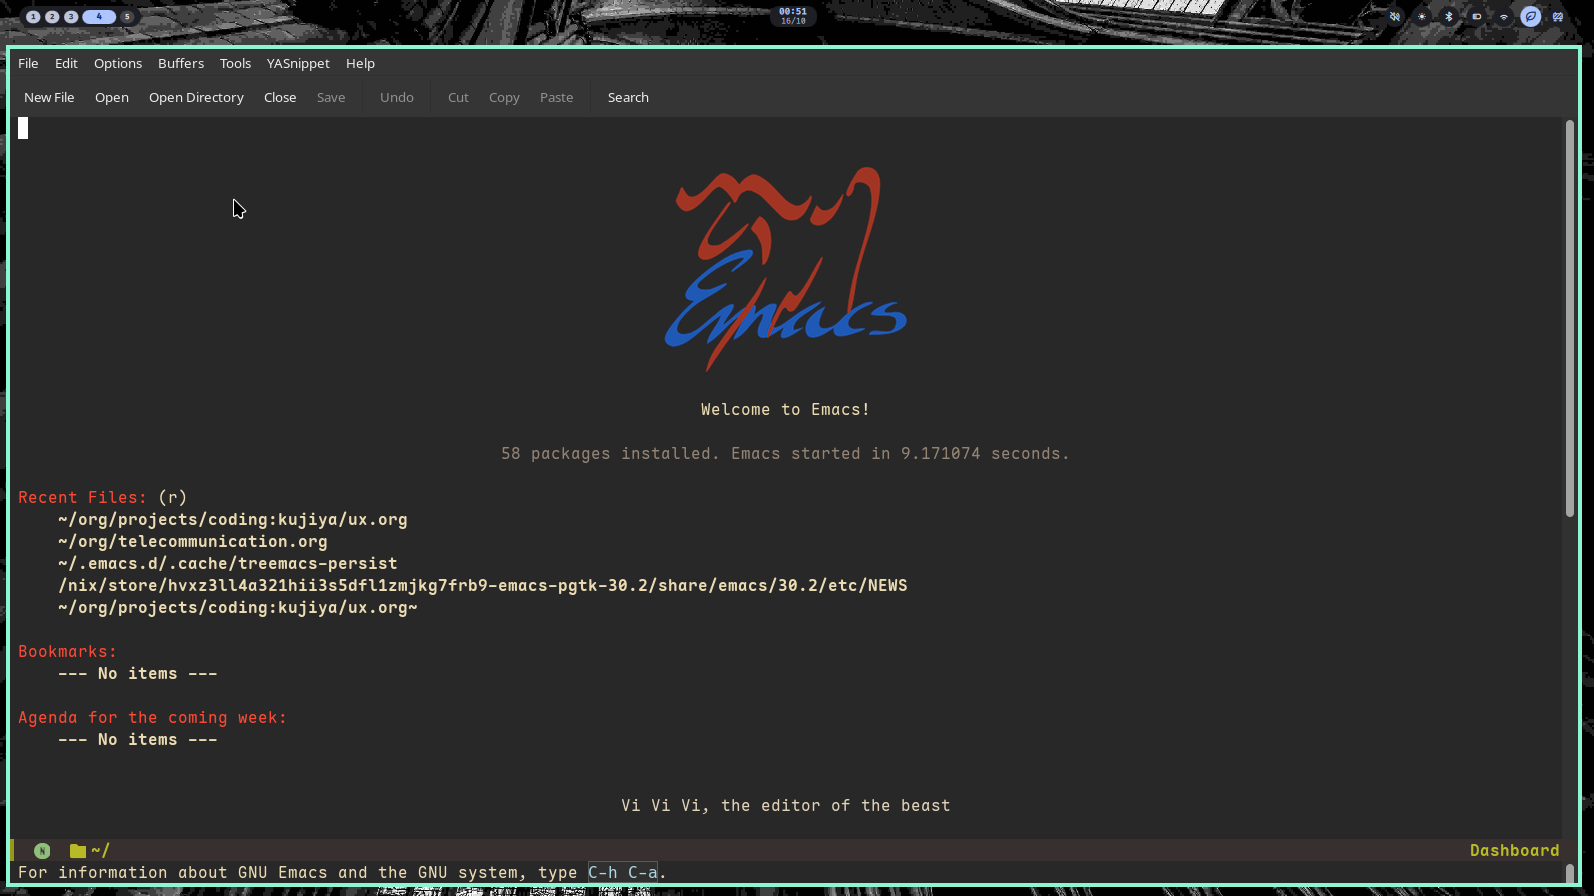 1 2 3 4 5
00:51
16/10
File Edit Options Buffers Tools YASnippet Help
New File Open Open Directory Close Save Undo Cut Copy Paste Search
Emacs
Welcome to Emacs!
58 packages installed. Emacs started in 9.171074 seconds.
Recent Files: (r)
~/org/projects/coding:kujiya/ux.org
~/org/telecommunication.org
~/.emacs.d/.cache/treemacs-persist
/nix/store/hvxz3ll4a321hii3s5dfl1zmjkg7frb9-emacs-pgtk-30.2/share/emacs/30.2/etc/NEWS
~/org/projects/coding:kujiya/ux.org~
Bookmarks:
--- No items ---
Agenda for the coming week:
--- No items ---
Vi Vi Vi, the editor of the beast
N ~/ Dashboard
For information about GNU Emacs and the GNU system, type C-h C-a.